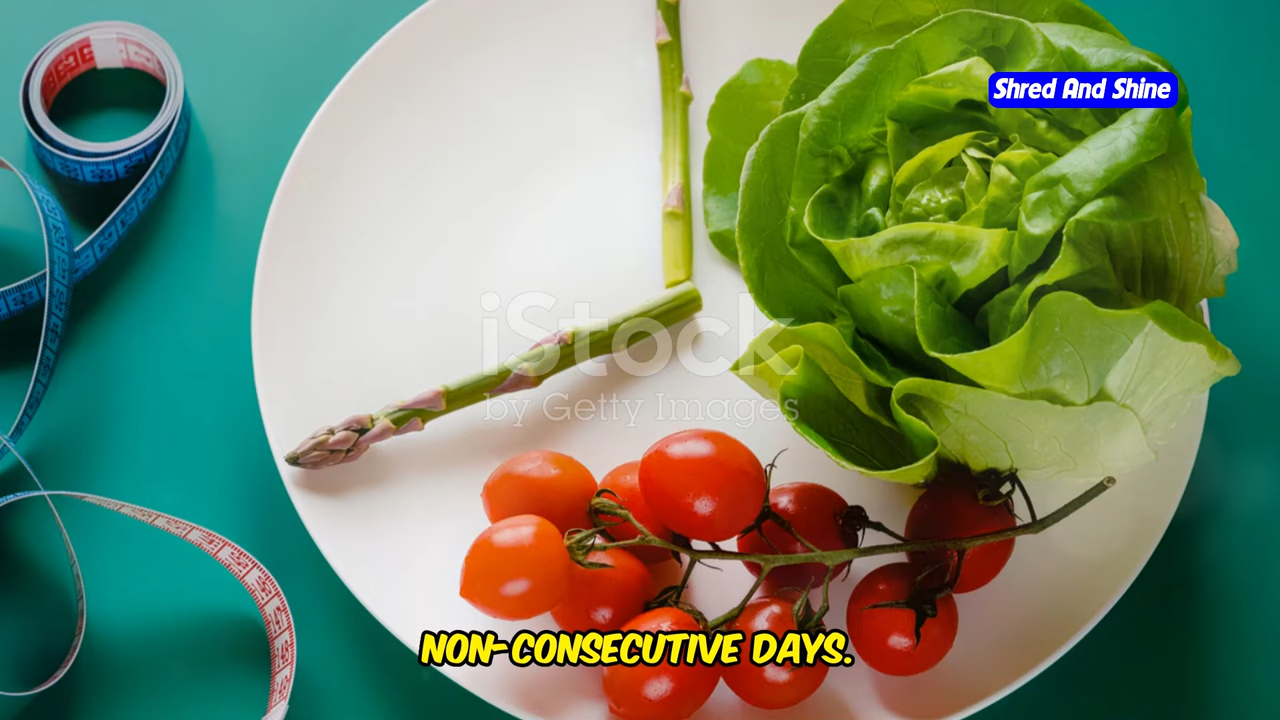 Shred And Shine
iStock
by Getty Images
NON-CONSECUTIVE DAYS.